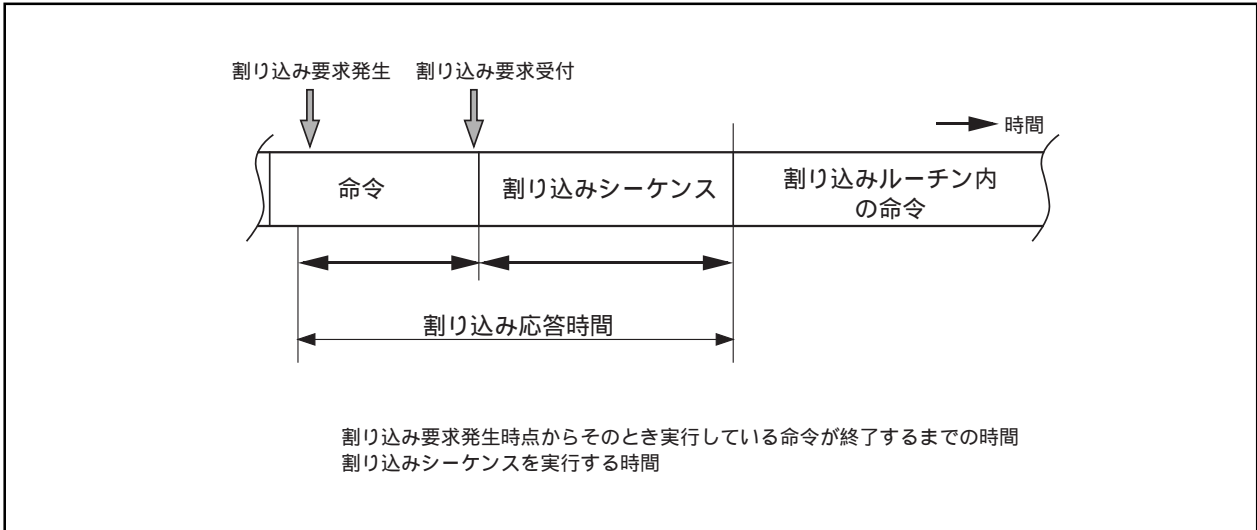 割り込み要求発生
割り込み要求受付
時間
命令
割り込みシーケンス
割り込みルーチン内
の命令
割り込み応答時間
割り込み要求発生時点からそのとき実行している命令が終了するまでの時間
割り込みシーケンスを実行する時間